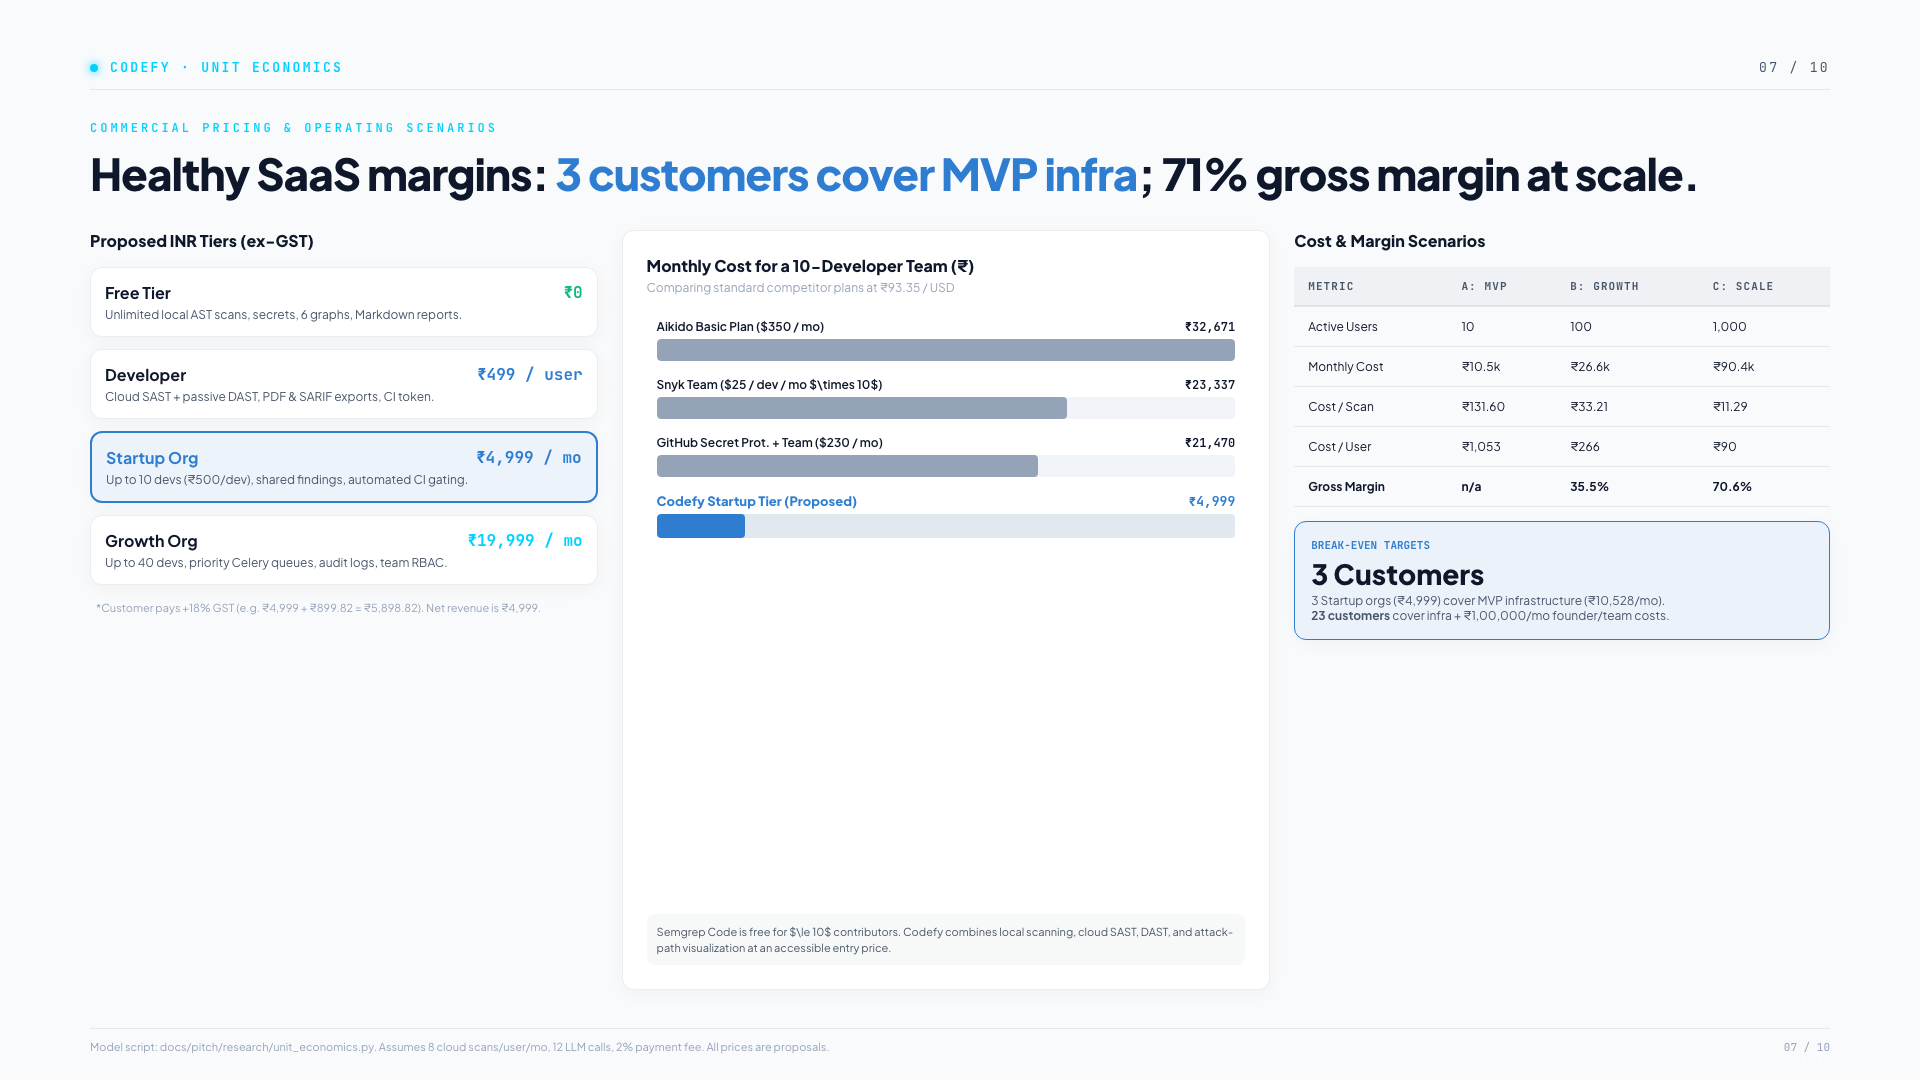 CODEFY · UNIT ECONOMICS
07 / 10
COMMERCIAL PRICING & OPERATING SCENARIOS
Healthy SaaS margins: 3 customers cover MVP infra; 71% gross margin at scale.
Proposed INR Tiers (ex-GST)
Free Tier ₹0
Unlimited local AST scans, secrets, 6 graphs, Markdown reports.
Developer ₹499 / user
Cloud SAST + passive DAST, PDF & SARIF exports, CI token.
Startup Org ₹4,999 / mo
Up to 10 devs (₹500/dev), shared findings, automated CI gating.
Growth Org ₹19,999 / mo
Up to 40 devs, priority Celery queues, audit logs, team RBAC.
*Customer pays +18% GST (e.g. ₹4,999 + ₹899.82 = ₹5,898.82). Net revenue is ₹4,999.
Monthly Cost for a 10-Developer Team (₹)
Comparing standard competitor plans at ₹93.35 / USD
Aikido Basic Plan ($350 / mo) ₹32,671
Snyk Team ($25 / dev / mo $\times 10$) ₹23,337
GitHub Secret Prot. + Team ($230 / mo) ₹21,470
Codefy Startup Tier (Proposed) ₹4,999
Semgrep Code is free for $\le 10$ contributors. Codefy combines local scanning, cloud SAST, DAST, and attack-
path visualization at an accessible entry price.
Cost & Margin Scenarios
METRIC A: MVP B: GROWTH C: SCALE
Active Users 10 100 1,000
Monthly Cost ₹10.5k ₹26.6k ₹90.4k
Cost / Scan ₹131.60 ₹33.21 ₹11.29
Cost / User ₹1,053 ₹266 ₹90
Gross Margin n/a 35.5% 70.6%
BREAK-EVEN TARGETS
3 Customers
3 Startup orgs (₹4,999) cover MVP infrastructure (₹10,528/mo).
23 customers cover infra + ₹1,00,000/mo founder/team costs.
Model script: docs/pitch/research/unit_economics.py. Assumes 8 cloud scans/user/mo, 12 LLM calls, 2% payment fee. All prices are proposals.
07 / 10